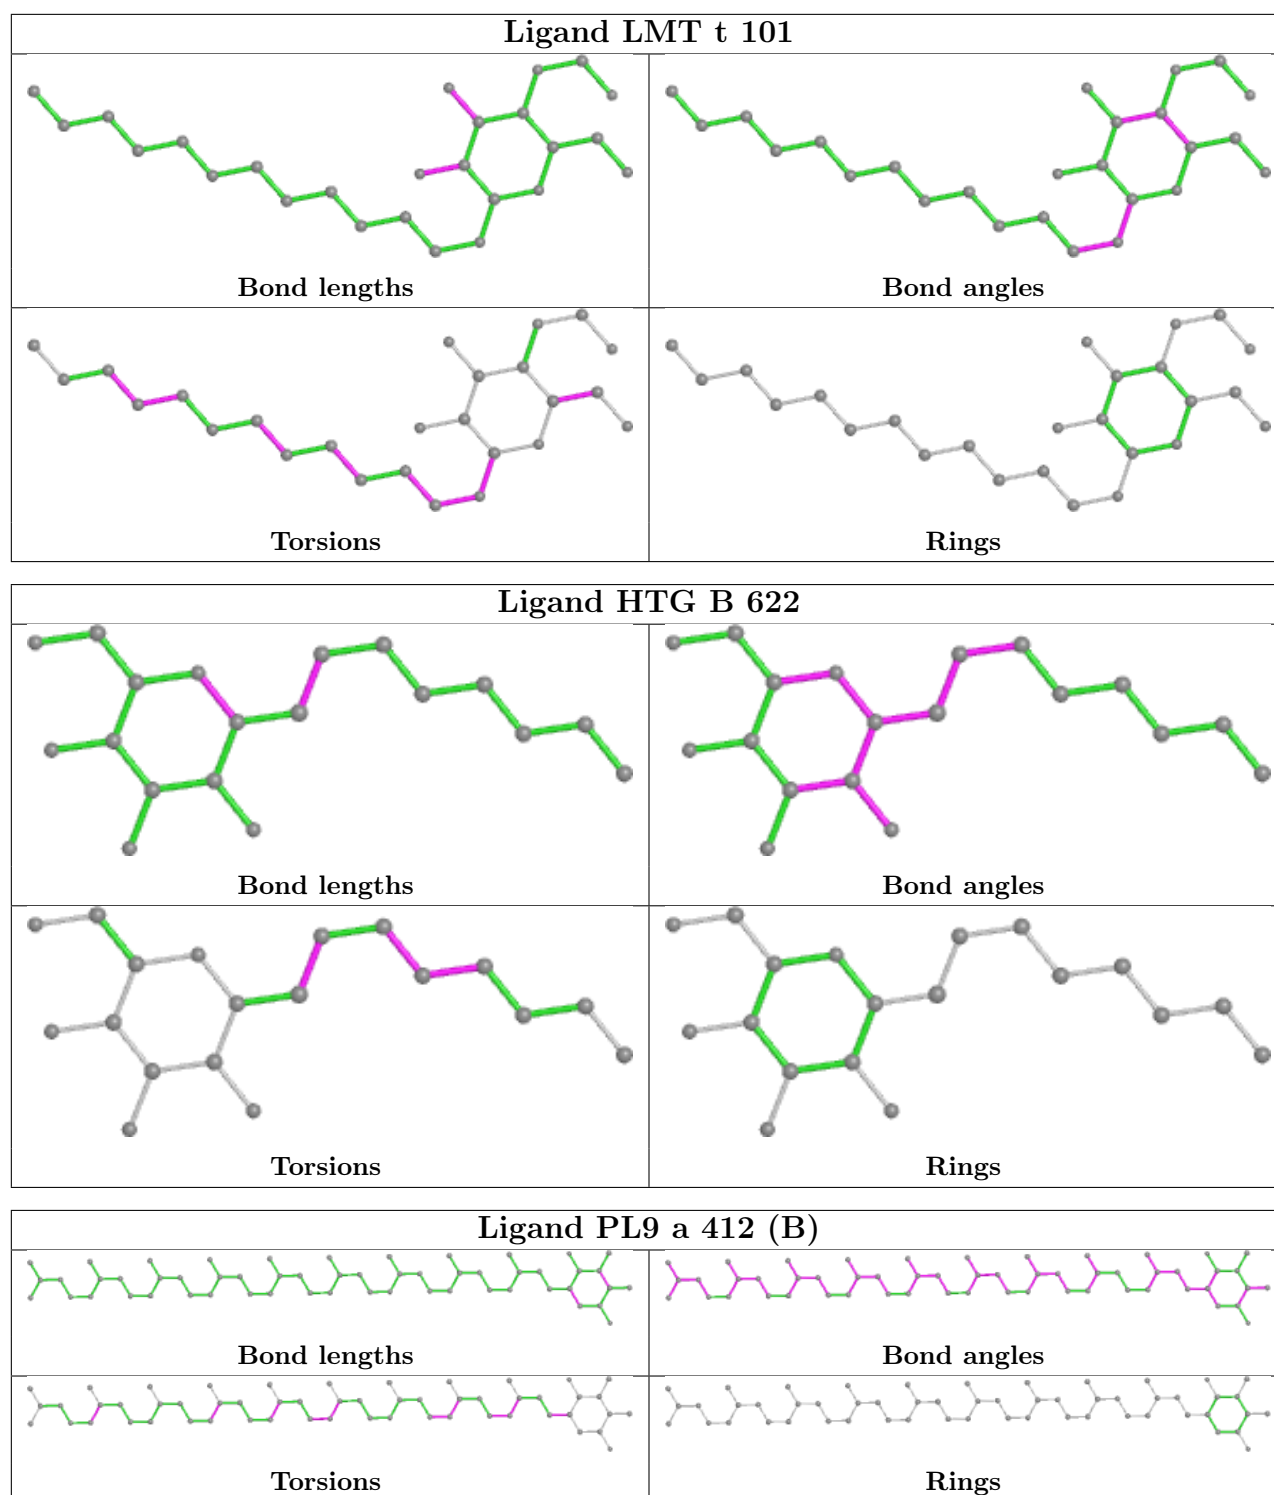 Ligand LMT t 101
Bond lengths
Bond angles
Torsions
Rings
Ligand HTG B 622
Bond lengths
Bond angles
Torsions
Rings
Ligand PL9 a 412 (B)
Bond lengths
Bond angles
Torsions
Rings